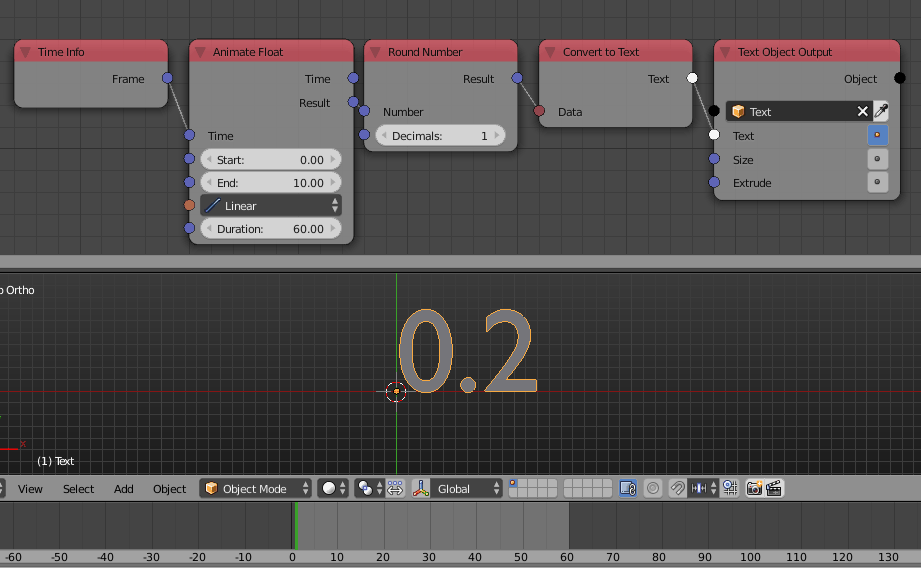 Time Info
Frame
Animate Float
Time
Result
Time
Start: 0.00
End: 10.00
Linear
Duration: 60.00
Round Number
Result
Number
Decimals: 1
Convert to Text
Text
Data
Text Object Output
Object
Text
Text
Size
Extrude
Ortho
0.2
x
(1) Text
View Select Add Object Object Mode Global
-60 -50 -40 -30 -20 -10 0 10 20 30 40 50 60 70 80 90 100 110 120 130